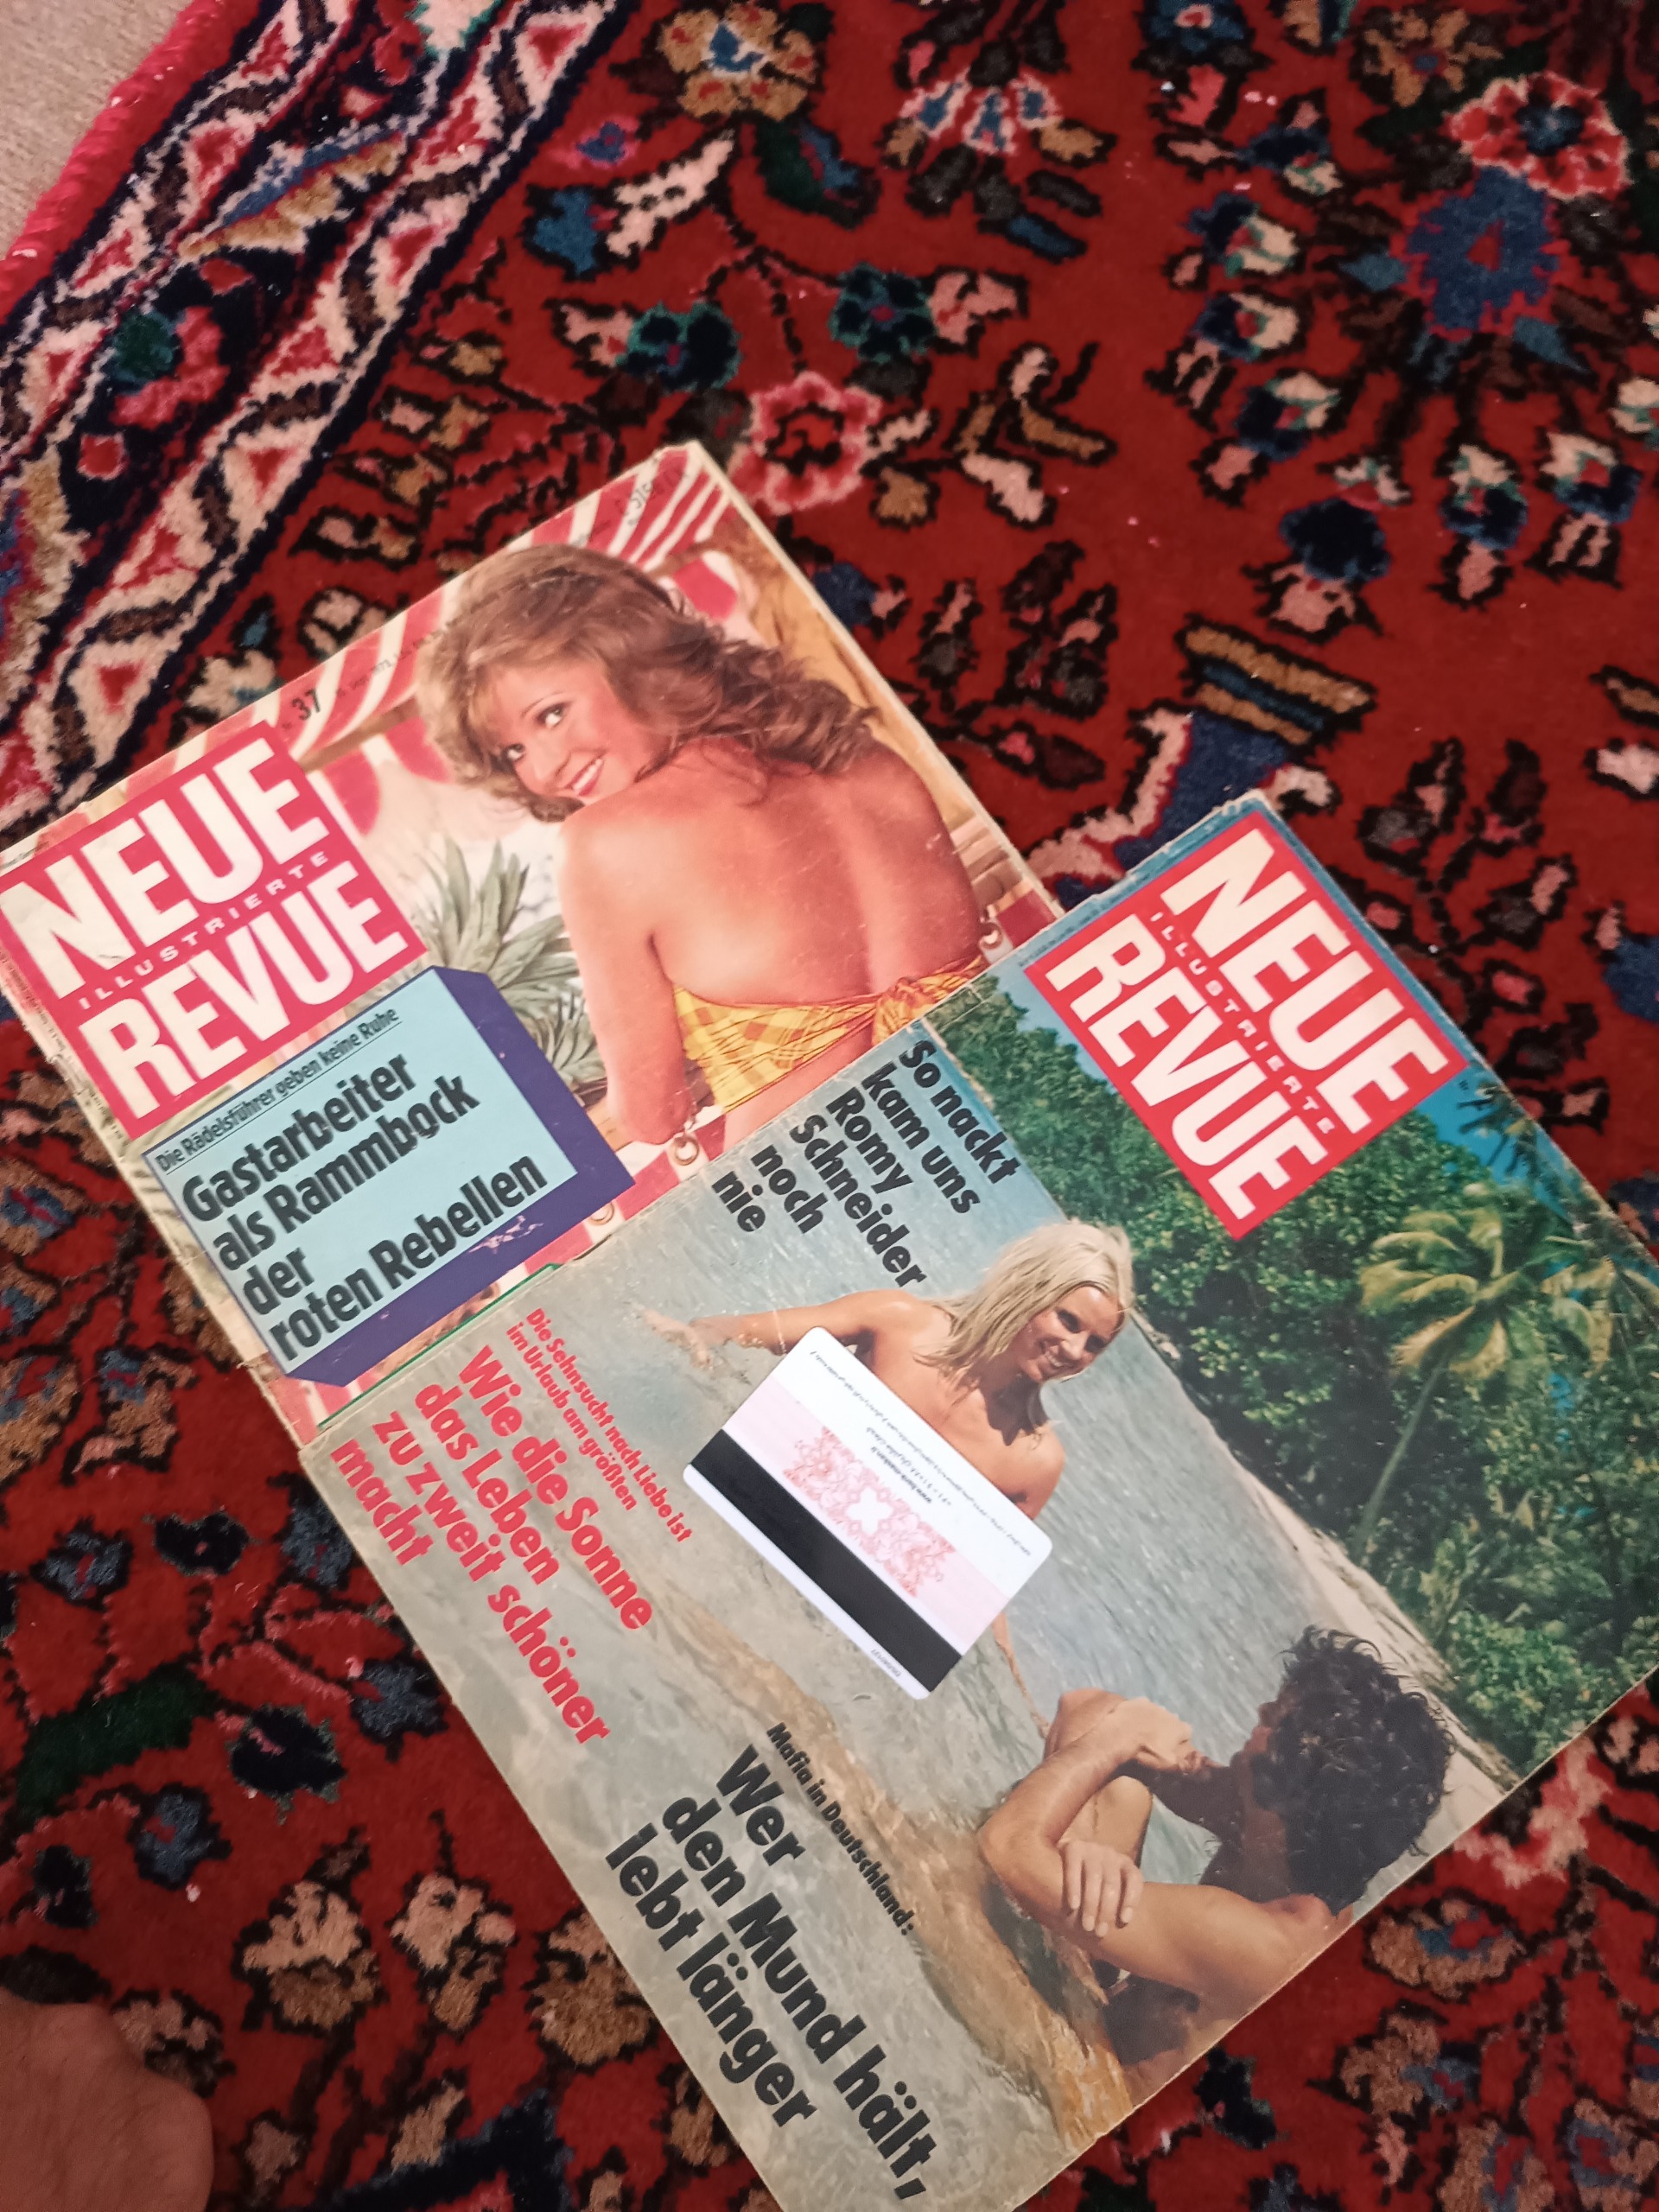 Nr. 37
NEUE
ILLUSTRIERTE
REVUE
Die Rädelsführer geben keine Ruhe
Gastarbeiter
als Rammbock
der
roten Rebellen
NEUE
ILLUSTRIERTE
REVUE
So nackt
kam uns
Romy
Schneider
noch
nie
Die Sehnsucht nach Liebe ist
im Urlaub am größten
Wie die Sonne
das Leben
zu zweit schöner
macht
Mafia in Deutschland:
Wer
den Mund hält,
lebt länger